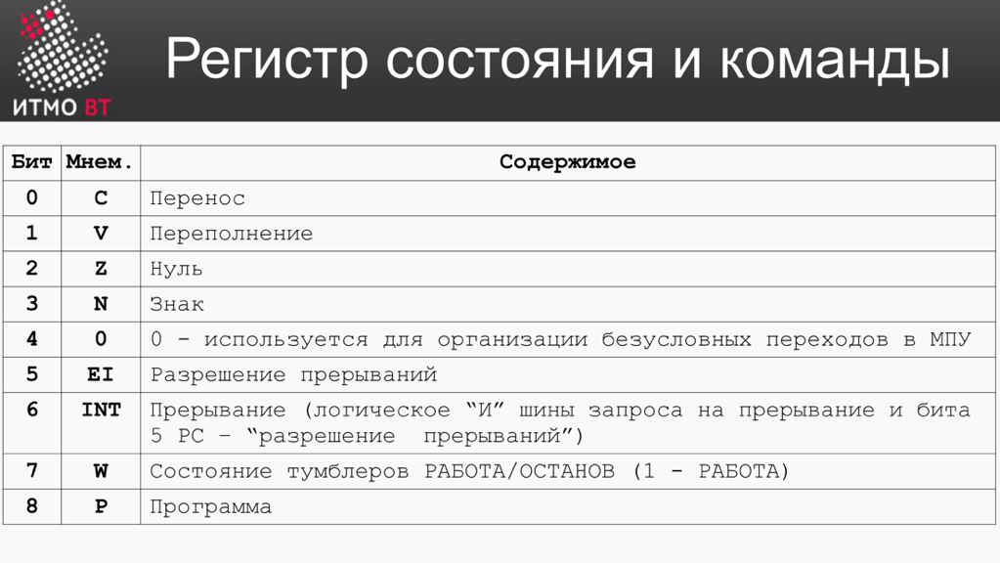 ИТМО ВТ
Регистр состояния и команды
Бит Мнем. Содержимое
0 C Перенос
1 V Переполнение
2 Z Нуль
3 N Знак
4 0 0 - используется для организации безусловных переходов в МПУ
5 EI Разрешение прерываний
6 INT Прерывание (логическое “И” шины запроса на прерывание и бита
5 РС – “разрешение прерываний”)
7 W Состояние тумблеров РАБОТА/ОСТАНОВ (1 - РАБОТА)
8 P Программа